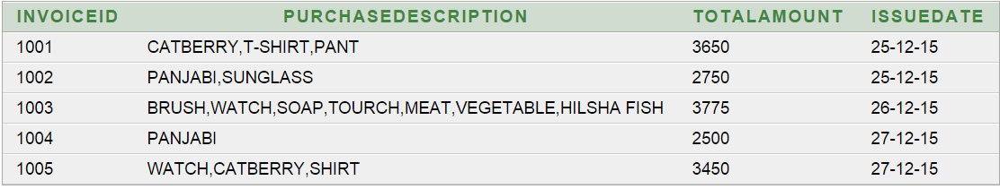 INVOICEID PURCHASEDESCRIPTION TOTALAMOUNT ISSUEDATE
1001 CATBERRY,T-SHIRT,PANT 3650 25-12-15
1002 PANJABI,SUNGLASS 2750 25-12-15
1003 BRUSH,WATCH,SOAP,TOURCH,MEAT,VEGETABLE,HILSHA FISH 3775 26-12-15
1004 PANJABI 2500 27-12-15
1005 WATCH,CATBERRY,SHIRT 3450 27-12-15